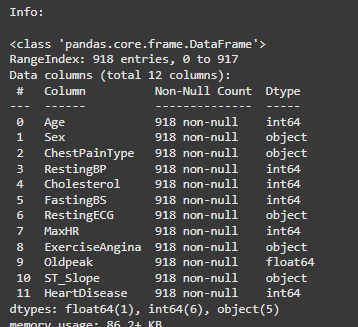 Info:
<class 'pandas.core.frame.DataFrame'>
RangeIndex: 918 entries, 0 to 917
Data columns (total 12 columns):
 #   Column          Non-Null Count  Dtype
---  ------          --------------  -----
 0   Age             918 non-null    int64
 1   Sex             918 non-null    object
 2   ChestPainType   918 non-null    object
 3   RestingBP       918 non-null    int64
 4   Cholesterol     918 non-null    int64
 5   FastingBS       918 non-null    int64
 6   RestingECG      918 non-null    object
 7   MaxHR           918 non-null    int64
 8   ExerciseAngina  918 non-null    object
 9   Oldpeak         918 non-null    float64
 10  ST_Slope        918 non-null    object
 11  HeartDisease    918 non-null    int64
dtypes: float64(1), int64(6), object(5)
memory usage: 86.2+ KB